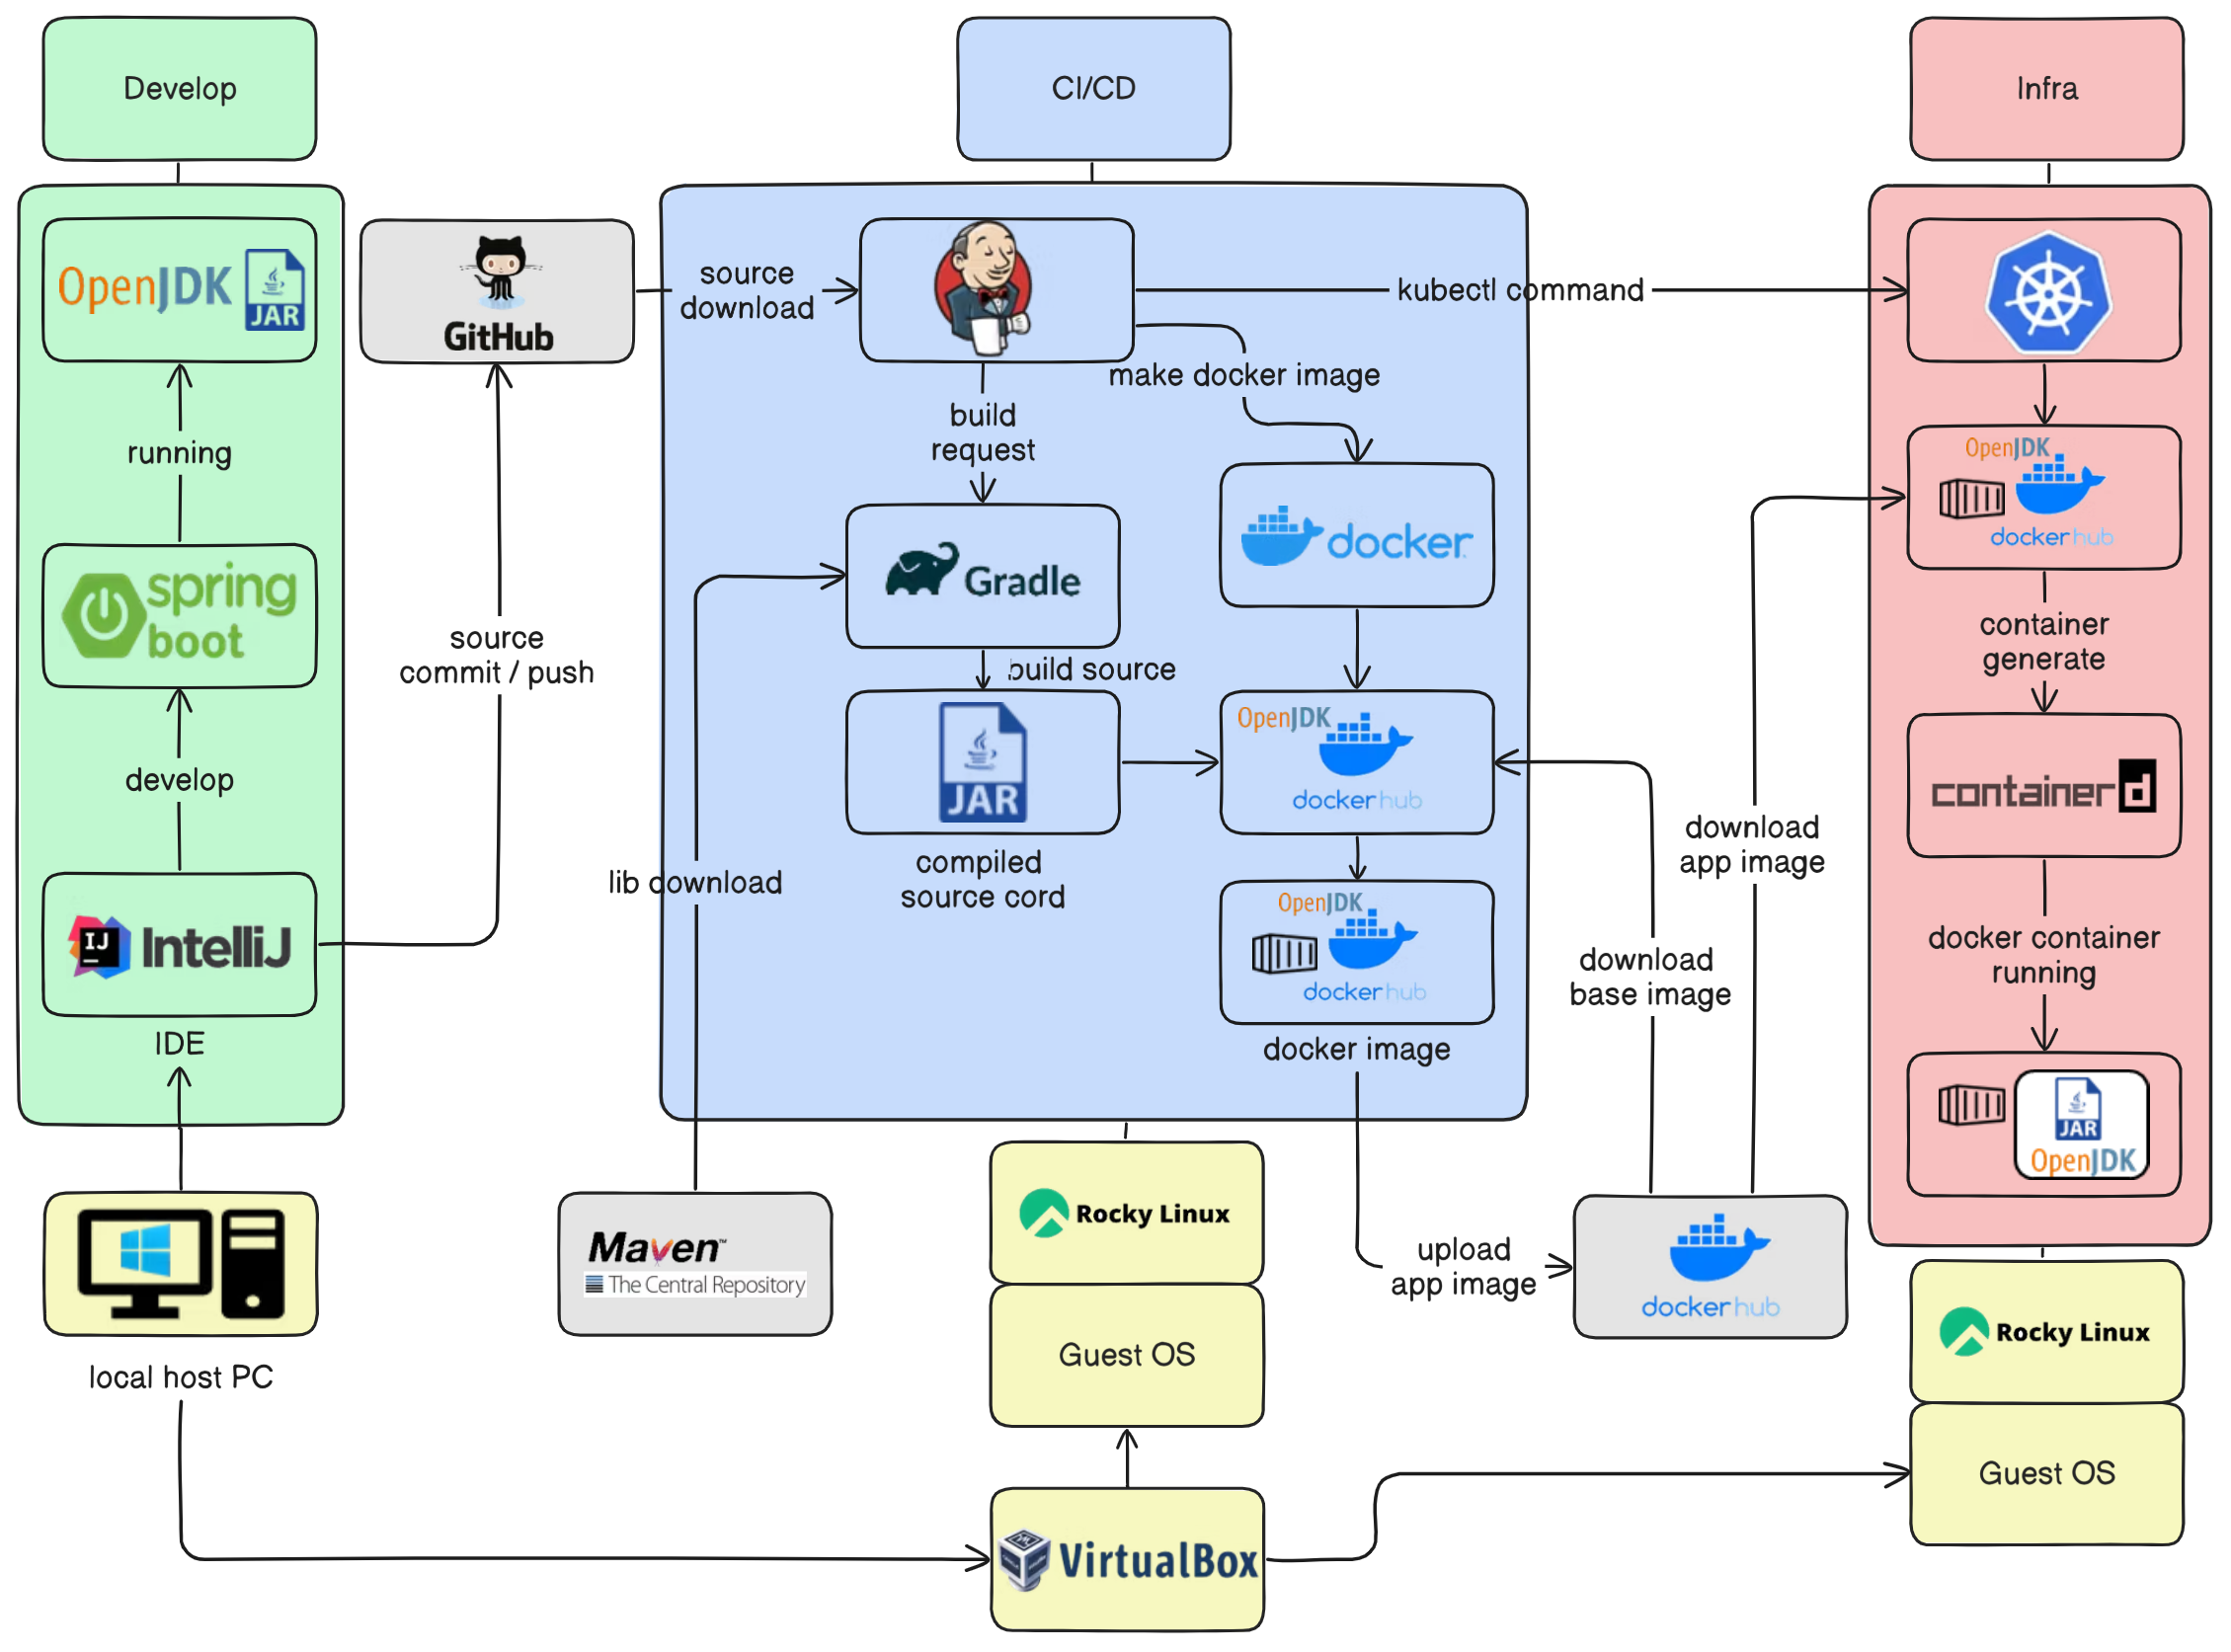 Develop
CI/CD
Infra
OpenJDK
JAR
running
spring
boot
develop
IJ
IntelliJ
IDE
local host PC
GitHub
source
commit / push
source
download
kubectl command
make docker image
build
request
Gradle
build source
JAR
compiled
source cord
lib download
Maven™
The Central Repository
docker
OpenJDK
docker hub
OpenJDK
docker hub
docker image
upload
app image
docker hub
download
base image
download
app image
OpenJDK
docker hub
container
generate
containerd
docker container
running
JAR
OpenJDK
Rocky Linux
Guest OS
VirtualBox
Rocky Linux
Guest OS